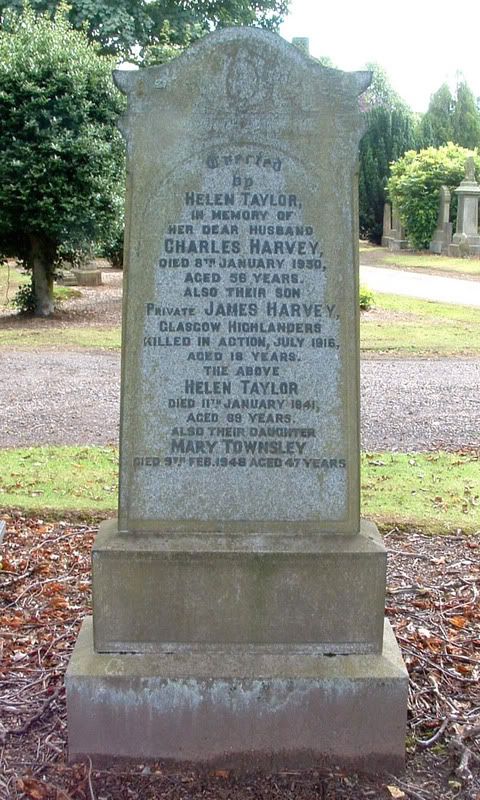 Erected
by
HELEN TAYLOR,
IN MEMORY OF
HER DEAR HUSBAND
CHARLES HARVEY,
DIED 8TH JANUARY 1930,
AGED 56 YEARS.
ALSO THEIR SON
PRIVATE JAMES HARVEY,
GLASGOW HIGHLANDERS
KILLED IN ACTION, JULY 1916,
AGED 18 YEARS.
THE ABOVE
HELEN TAYLOR
DIED 11TH JANUARY 1941,
AGED 69 YEARS.
ALSO THEIR DAUGHTER
MARY TOWNSLEY
DIED 9TH FEB. 1948 AGED 47 YEARS